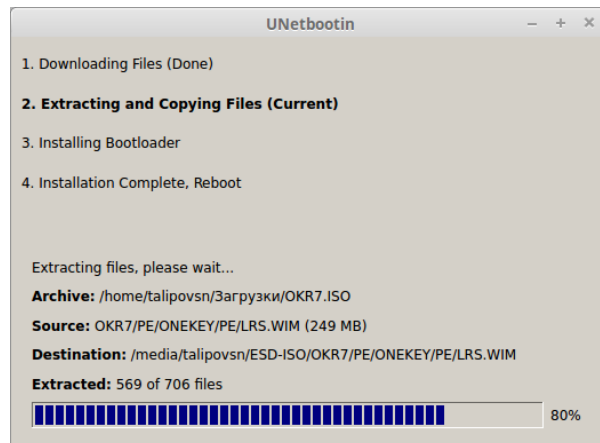 UNetbootin
1. Downloading Files (Done)
2. Extracting and Copying Files (Current)
3. Installing Bootloader
4. Installation Complete, Reboot
Extracting files, please wait...
Archive: /home/talipovsn/Загрузки/OKR7.ISO
Source: OKR7/PE/ONEKEY/PE/LRS.WIM (249 MB)
Destination: /media/talipovsn/ESD-ISO/OKR7/PE/ONEKEY/PE/LRS.WIM
Extracted: 569 of 706 files
80%